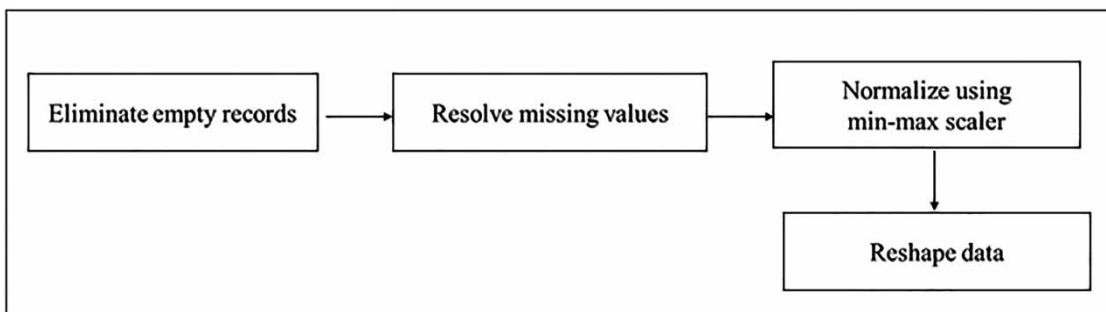 Eliminate empty records
Resolve missing values
Normalize using
min-max scaler
Reshape data